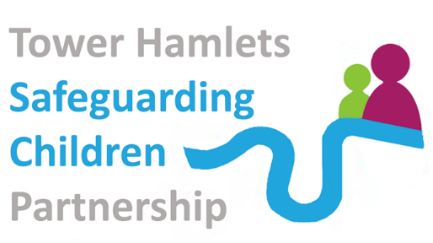 Tower Hamlets
Safeguarding
Children
Partnership